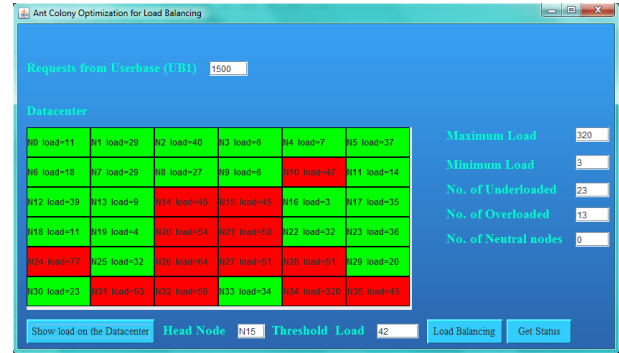 Ant Colony Optimization for Load Balancing
Requests from Userbase (UB1) 1500
Datacenter
N0 load=11 N1 load=29 N2 load=40 N3 load=6 N4 load=7 N5 load=37
N6 load=18 N7 load=29 N8 load=27 N9 load=6 N10 load=47 N11 load=14
N12 load=39 N13 load=9 N14 load=45 N15 load=45 N16 load=3 N17 load=35
N18 load=11 N19 load=4 N20 load=54 N21 load=50 N22 load=32 N23 load=36
N24 load=77 N25 load=32 N26 load=64 N27 load=51 N28 load=51 N29 load=20
N30 load=23 N31 load=93 N32 load=56 N33 load=34 N34 load=320 N35 load=45
Maximum Load 320
Minimum Load 3
No. of Underloaded 23
No. of Overloaded 13
No. of Neutral nodes 0
Show load on the Datacenter Head Node N15 Threshold Load 42 Load Balancing Get Status